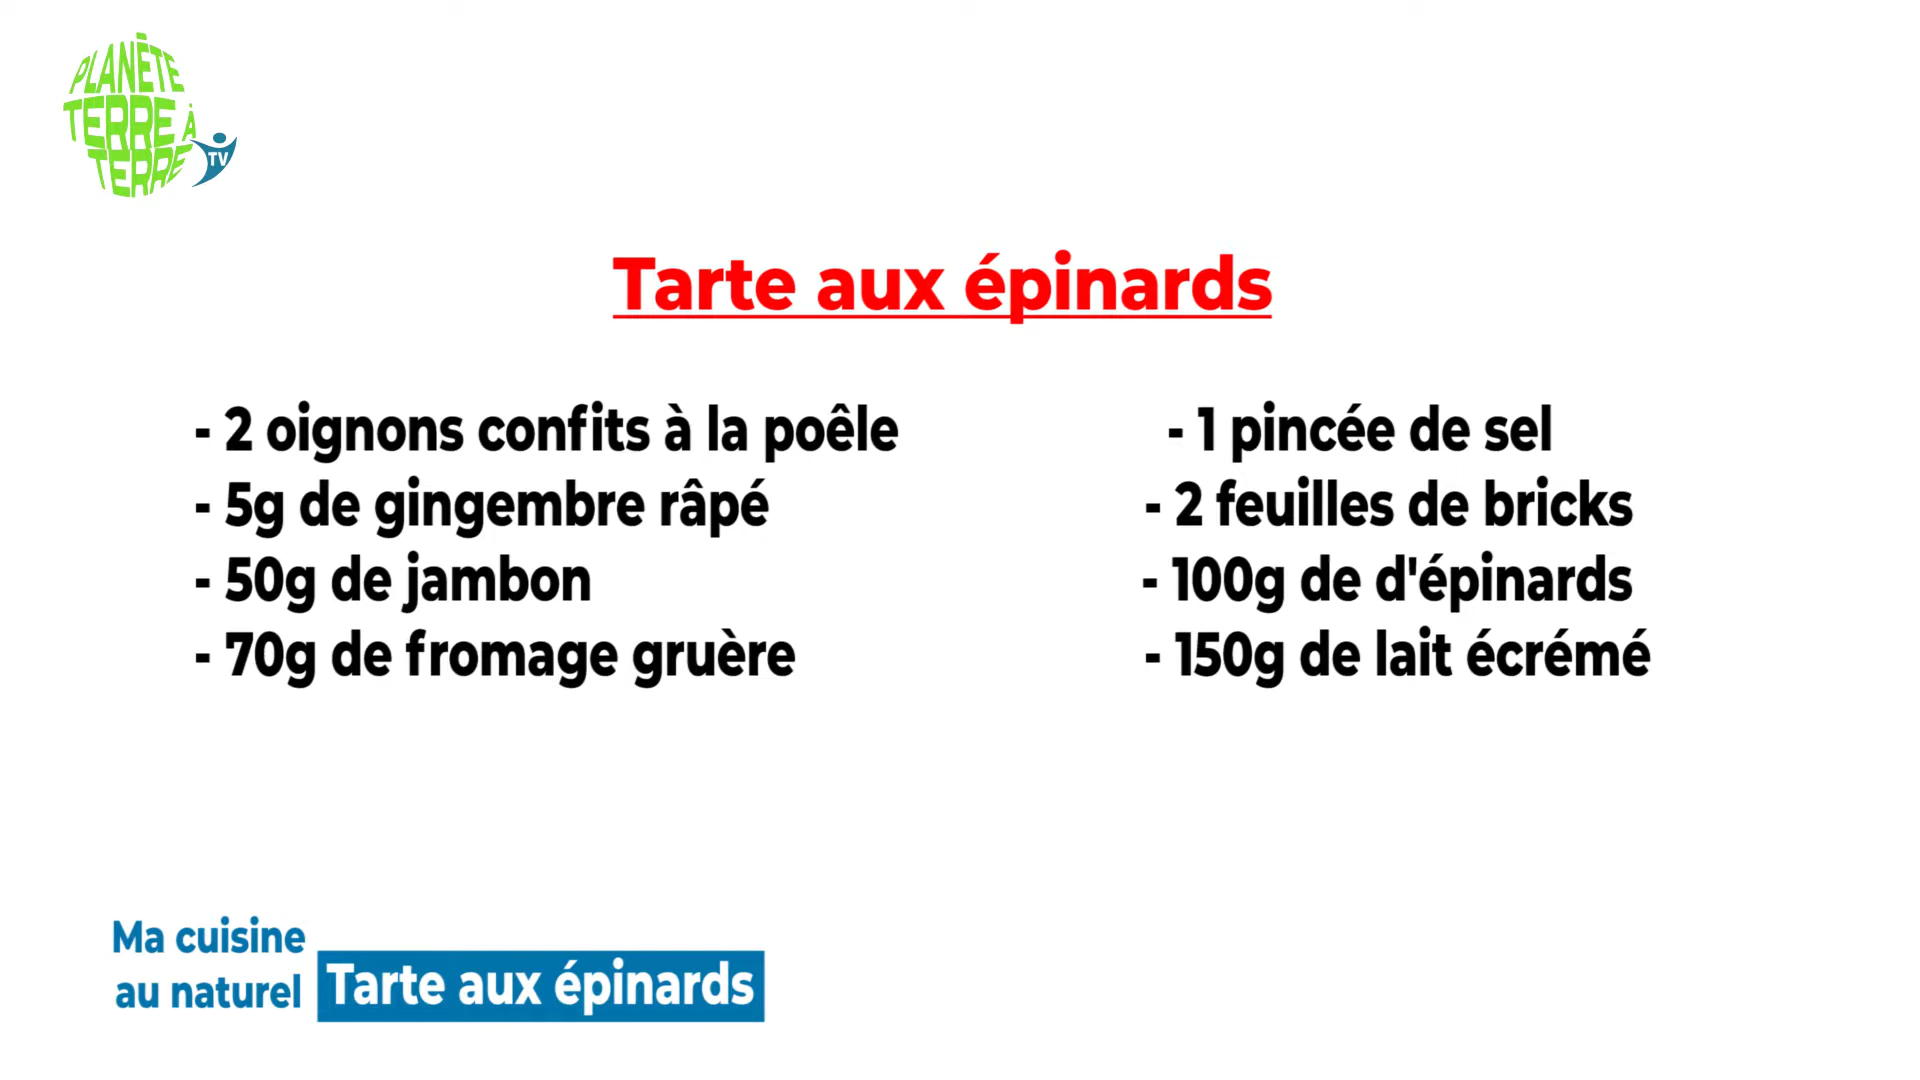 PLANÈTE
TERRE À
TERRE
TV
Tarte aux épinards
- 2 oignons confits à la poêle
- 5g de gingembre râpé
- 50g de jambon
- 70g de fromage gruère
- 1 pincée de sel
- 2 feuilles de bricks
- 100g de d'épinards
- 150g de lait écrémé
Ma cuisine
au naturel
Tarte aux épinards